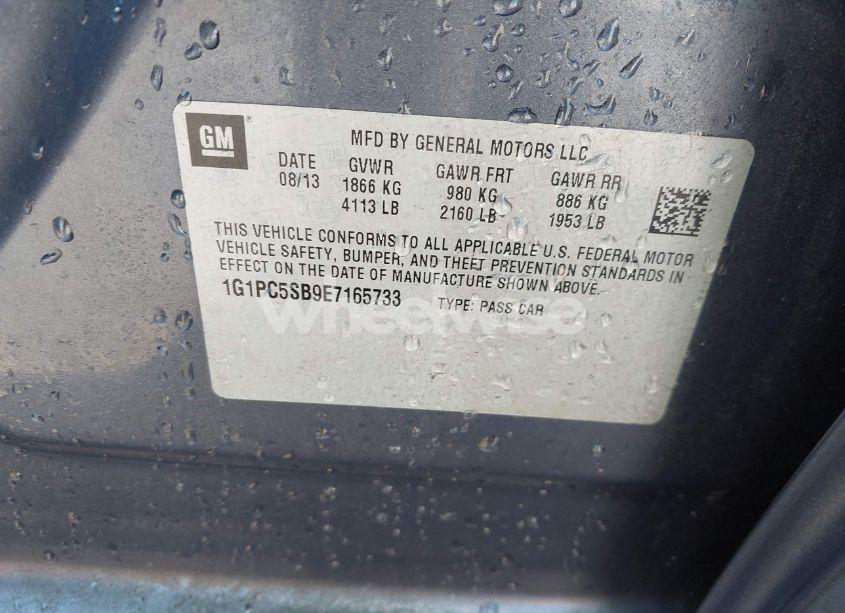 GM
MFD BY GENERAL MOTORS LLC
DATE GVWR GAWR FRT GAWR RR
08/13 1866 KG 980 KG 886 KG
4113 LB 2160 LB 1953 LB
THIS VEHICLE CONFORMS TO ALL APPLICABLE U.S. FEDERAL MOTOR
VEHICLE SAFETY, BUMPER, AND THEFT PREVENTION STANDARDS IN
EFFECT ON THE DATE OF MANUFACTURE SHOWN ABOVE.
1G1PC5SB9E7165733 TYPE: PASS CAR
wheelwise